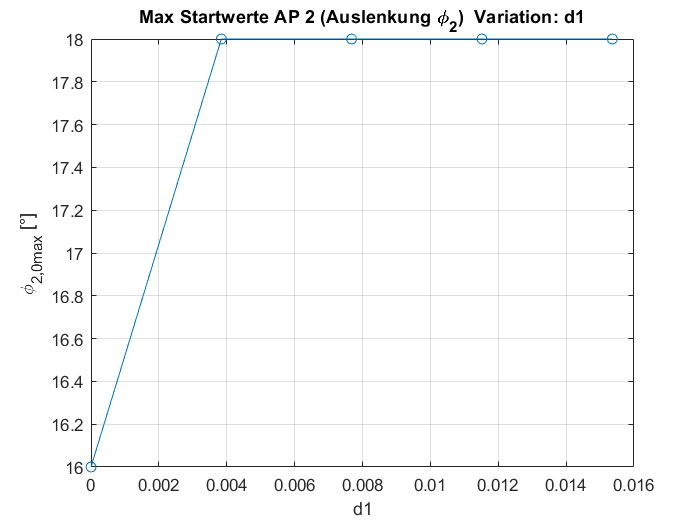 Max Startwerte AP 2 (Auslenkung ϕ₂)  Variation: d1
18
17.8
17.6
17.4
17.2
17
16.8
16.6
16.4
16.2
16
ϕ2,0max [°]
0 0.002 0.004 0.006 0.008 0.01 0.012 0.014 0.016
d1